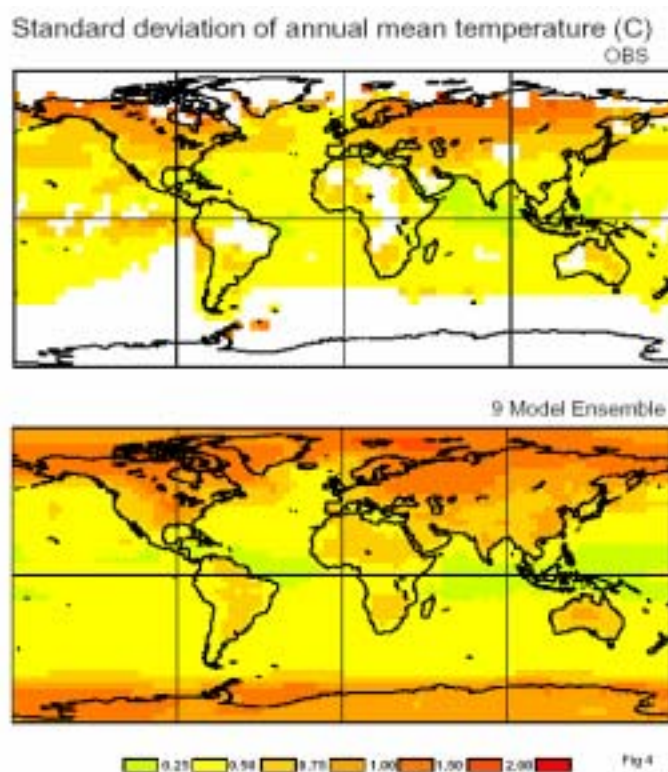 Standard deviation of annual mean temperature (C)
OBS
9 Model Ensemble
0.25 0.50 0.75 1.00 1.50 2.00
Fig 4